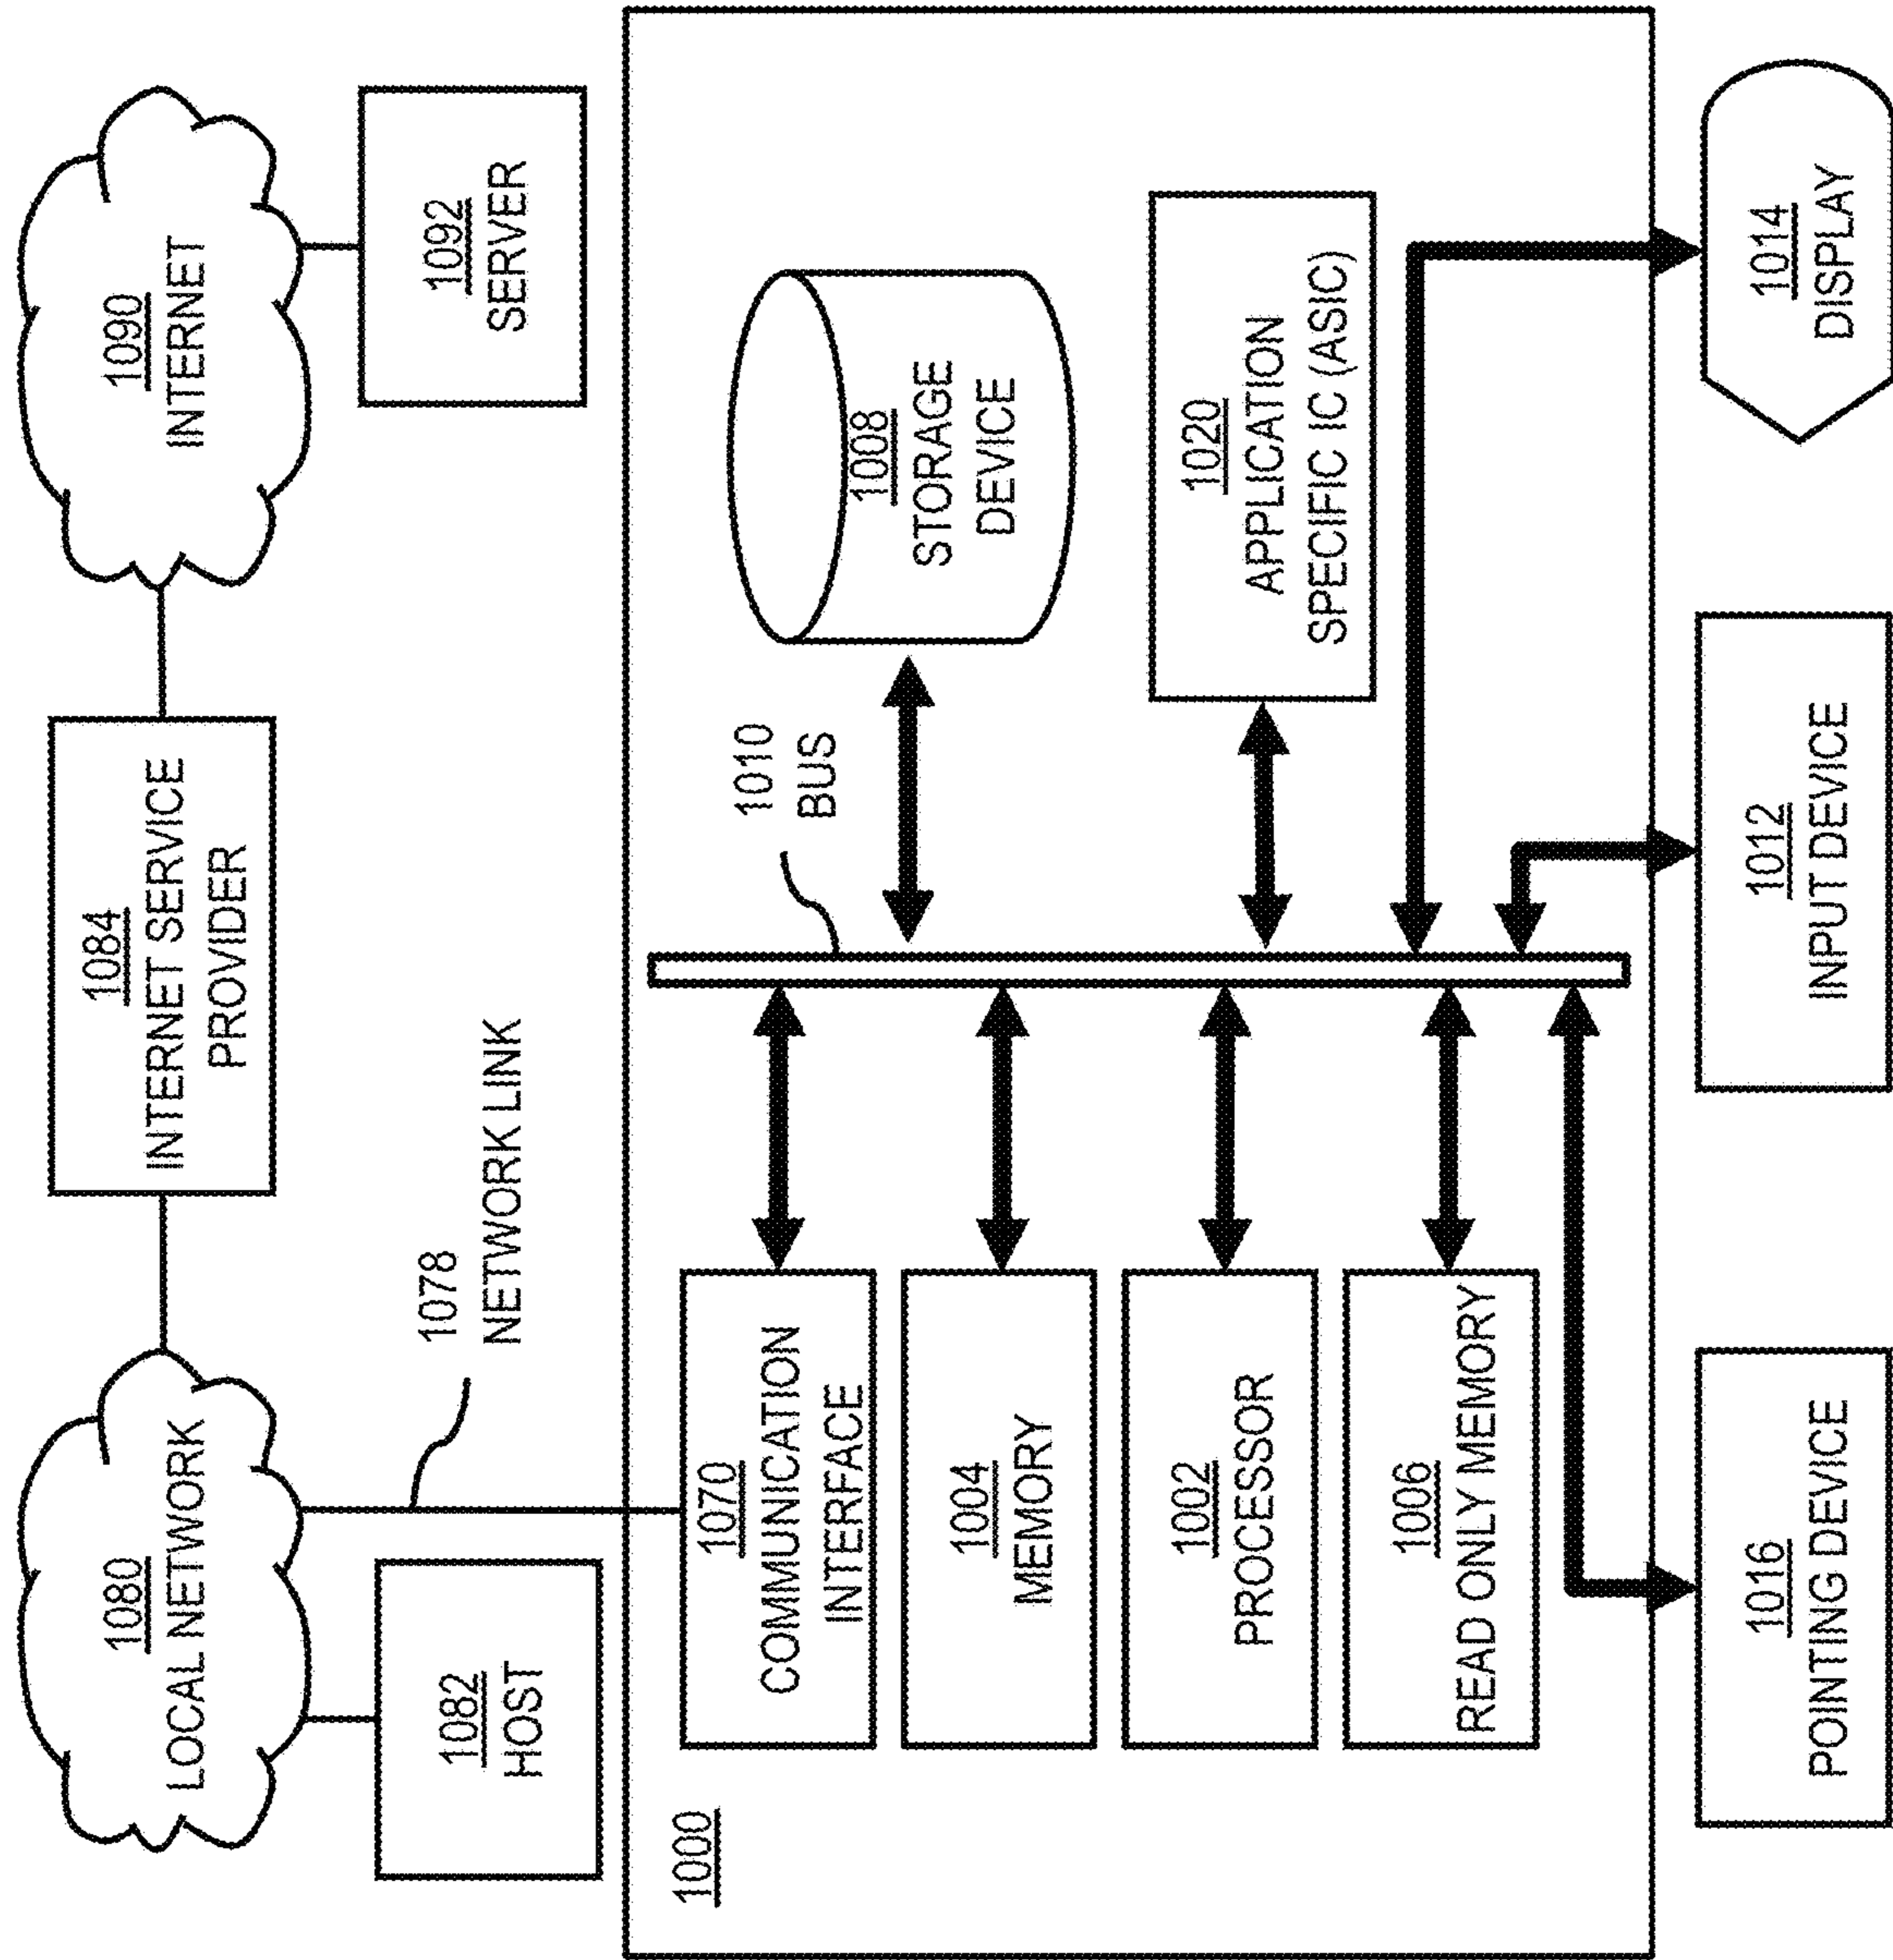 1080
LOCAL NETWORK
1084
INTERNET SERVICE
PROVIDER
1090
INTERNET
1082
HOST
1078
NETWORK LINK
1092
SERVER
1000
1070
COMMUNICATION
INTERFACE
1010
BUS
1008
STORAGE
DEVICE
1004
MEMORY
1002
PROCESSOR
1020
APPLICATION
SPECIFIC IC (ASIC)
1006
READ ONLY MEMORY
1016
POINTING DEVICE
1012
INPUT DEVICE
1014
DISPLAY